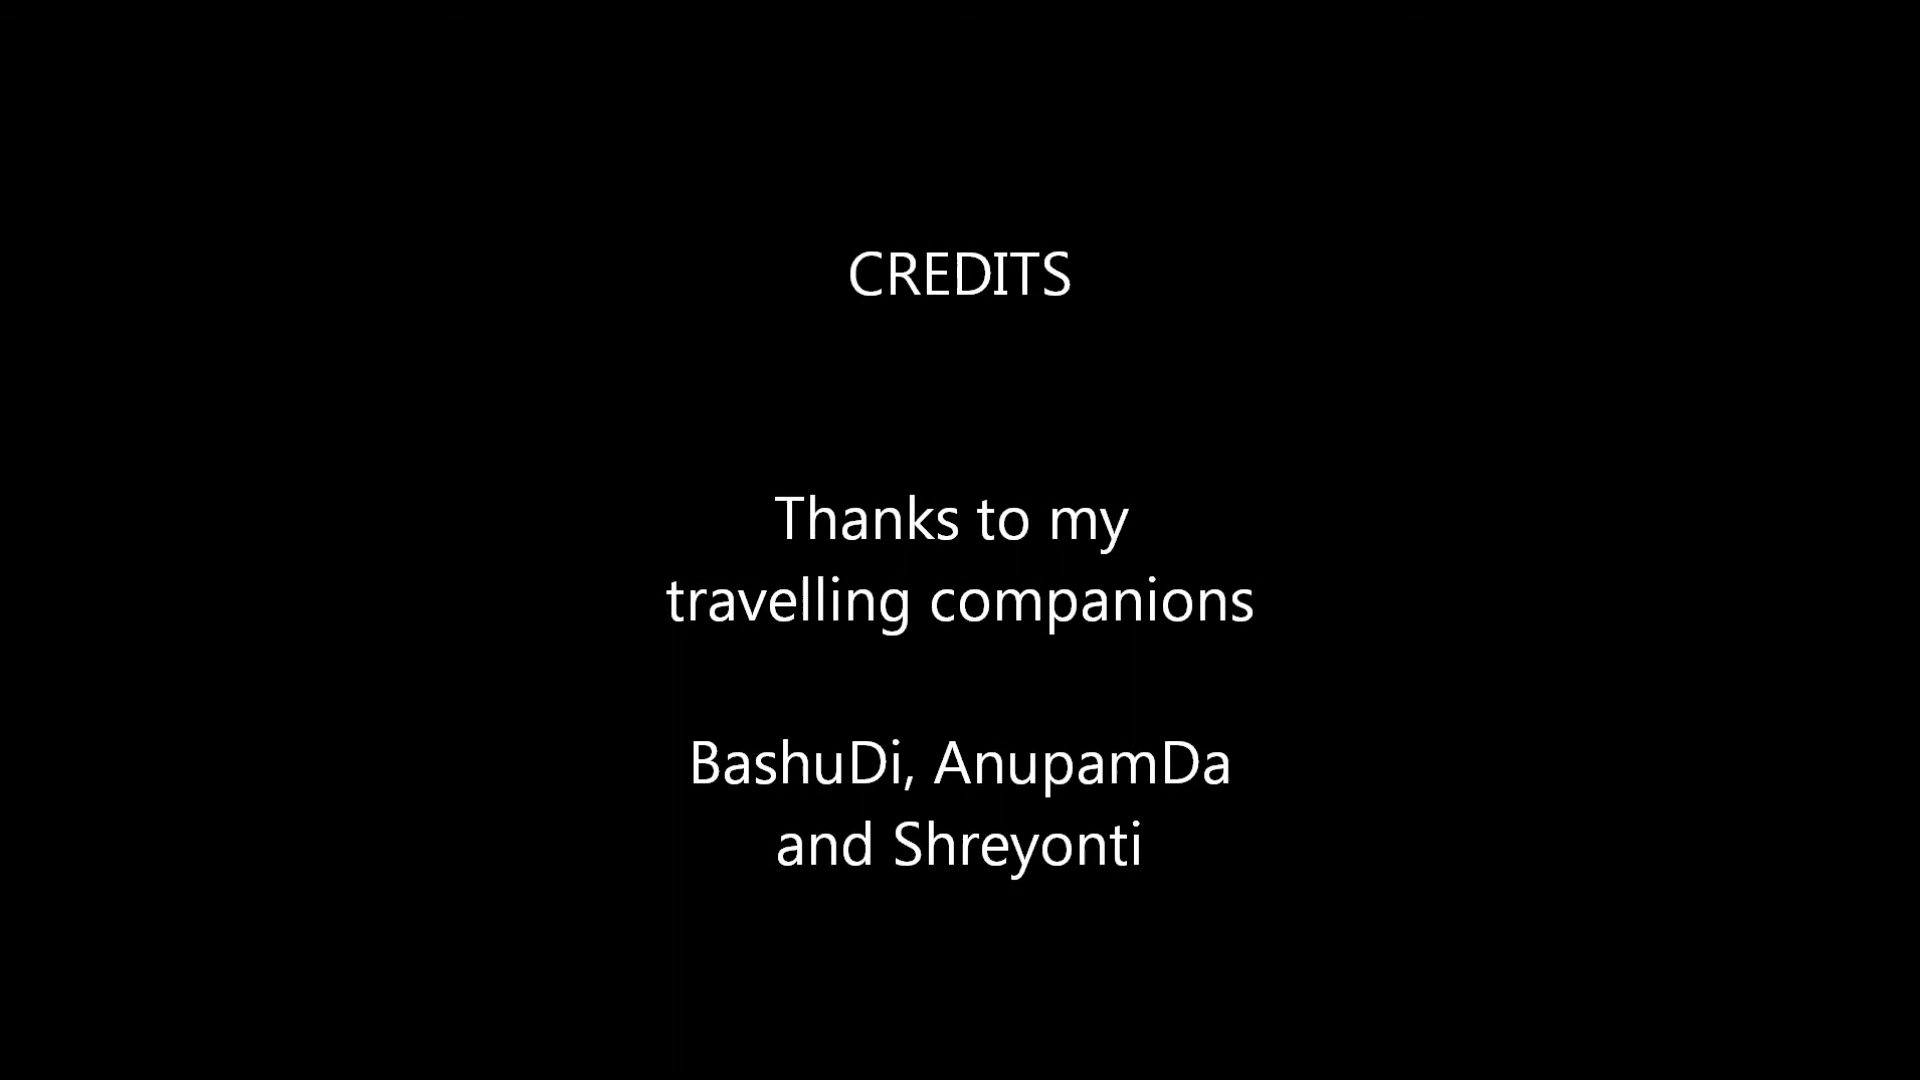 CREDITS
Thanks to my
travelling companions
BashuDi, AnupamDa
and Shreyonti